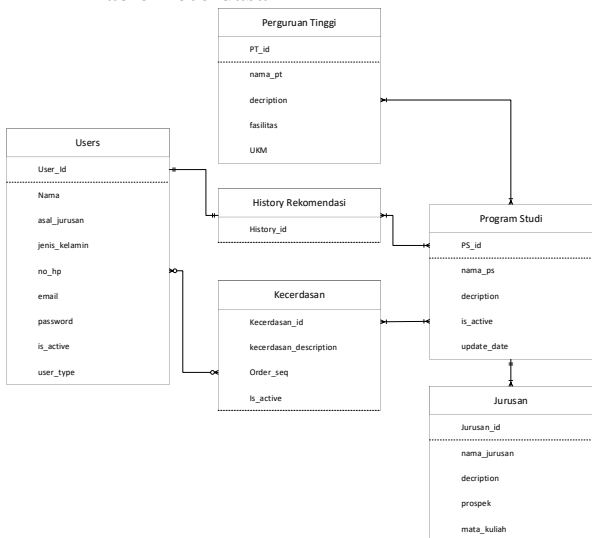 Perguruan Tinggi
PT_id
nama_pt
decription
fasilitas
UKM
Users
User_Id
Nama
asal_jurusan
jenis_kelamin
no_hp
email
password
is_active
user_type
History Rekomendasi
History_id
Kecerdasan
Kecerdasan_id
kecerdasan_description
Order_seq
Is_active
Program Studi
PS_id
nama_ps
decription
is_active
update_date
Jurusan
Jurusan_id
nama_jurusan
decription
prospek
mata_kuliah